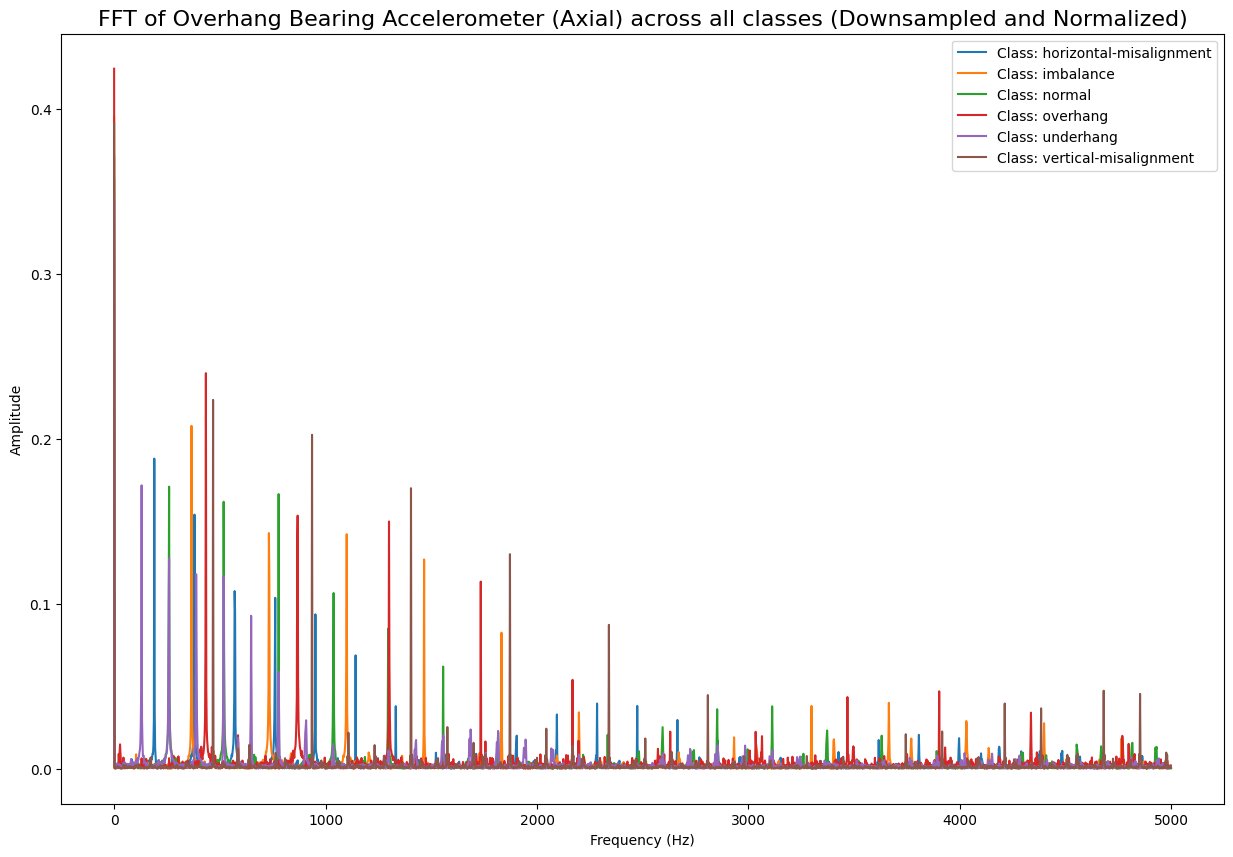 FFT of Overhang Bearing Accelerometer (Axial) across all classes (Downsampled and Normalized)
Class: horizontal-misalignment
Class: imbalance
Class: normal
Class: overhang
Class: underhang
Class: vertical-misalignment
Amplitude
0.4
0.3
0.2
0.1
0.0
0
1000
2000
3000
4000
5000
Frequency (Hz)